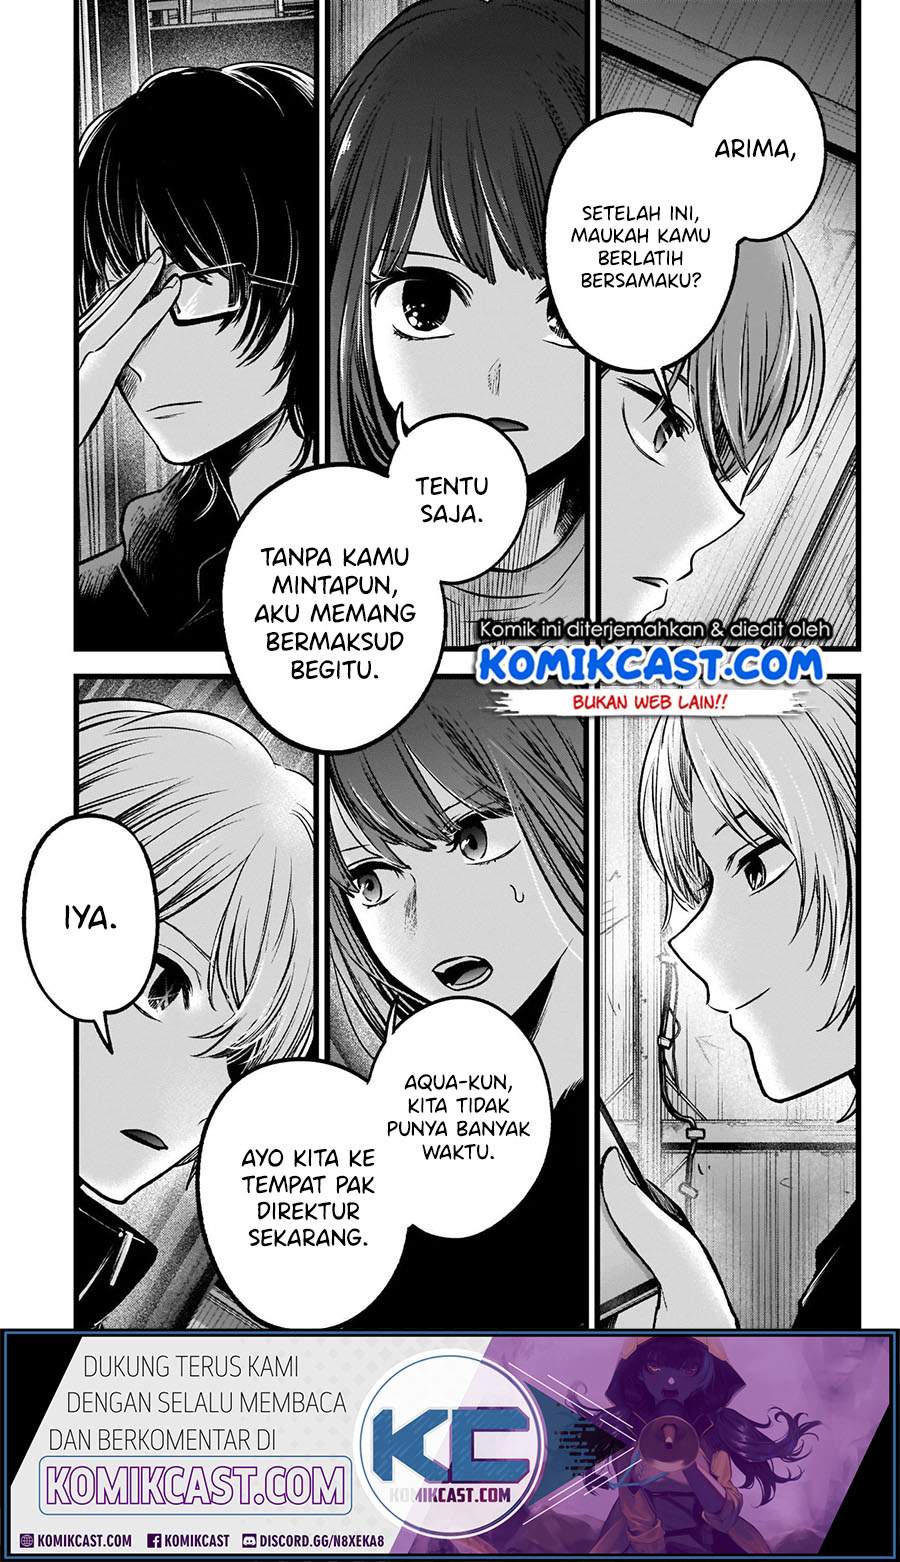 ARIMA,
SETELAH INI,
MAUKAH KAMU
BERLATIH
BERSAMAKU?
TENTU
SAJA.
TANPA KAMU
MINTAPUN,
AKU MEMANG
BERMAKSUD
BEGITU.
Komik ini diterjemahkan & diedit oleh
KOMIKCAST.COM
BUKAN WEB LAIN!!
AQUA-KUN,
KITA TIDAK
PUNYA BANYAK
WAKTU.
AYO KITA KE
TEMPAT PAK
DIREKTUR
SEKARANG.
IYA.
DUKUNG TERUS KAMI
DENGAN SELALU MEMBACA
DAN BERKOMENTAR DI
KOMIKCAST.COM
KC
KOMIKCAST.COM
KOMIKCAST.COM KOMIKCAST DISCORD.GG/N8XEKA8